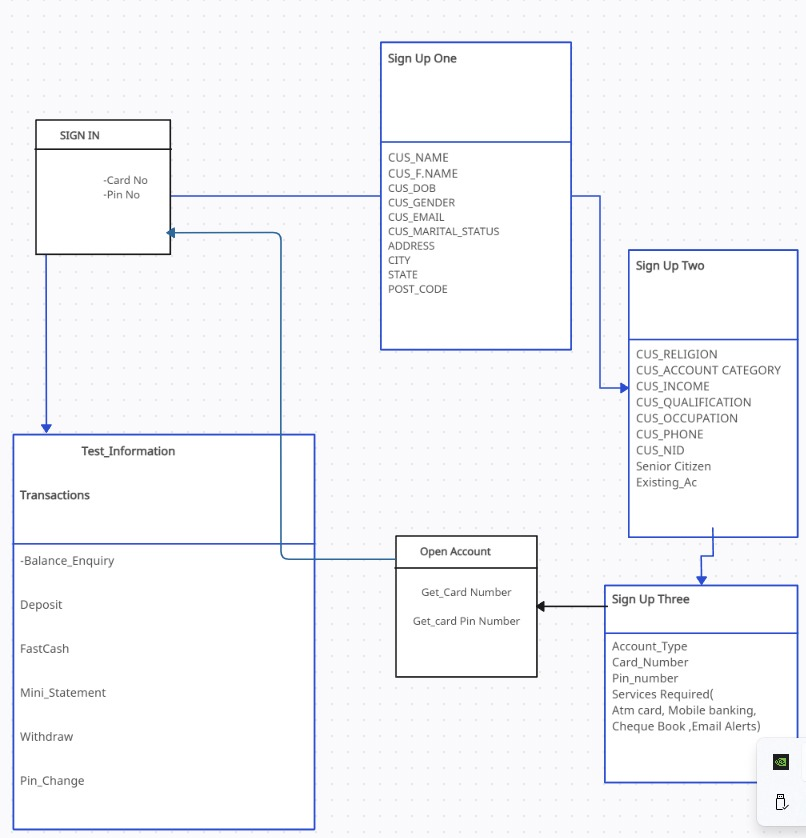 Sign Up One
CUS_NAME
CUS_F.NAME
CUS_DOB
CUS_GENDER
CUS_EMAIL
CUS_MARITAL_STATUS
ADDRESS
CITY
STATE
POST_CODE
SIGN IN
-Card No
-Pin No
Sign Up Two
CUS_RELIGION
CUS_ACCOUNT CATEGORY
CUS_INCOME
CUS_QUALIFICATION
CUS_OCCUPATION
CUS_PHONE
CUS_NID
Senior Citizen
Existing_Ac
Test_Information
Transactions
-Balance_Enquiry
Deposit
FastCash
Mini_Statement
Withdraw
Pin_Change
Open Account
Get_Card Number
Get_card Pin Number
Sign Up Three
Account_Type
Card_Number
Pin_number
Services Required(
Atm card, Mobile banking,
Cheque Book ,Email Alerts)